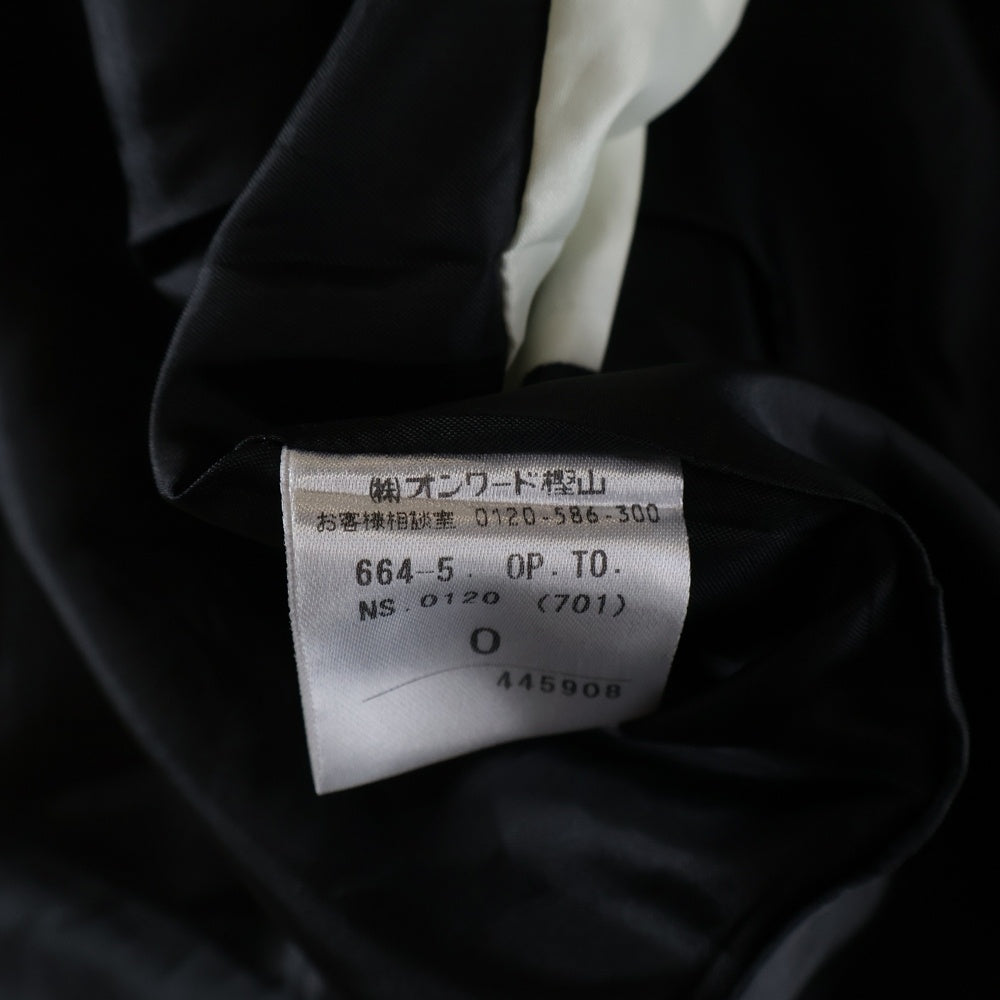 (株)オンワード樫山
お客様相談室 0120-586-300
664-5. OP. TO.
NS. 0120 (701)
0
445908